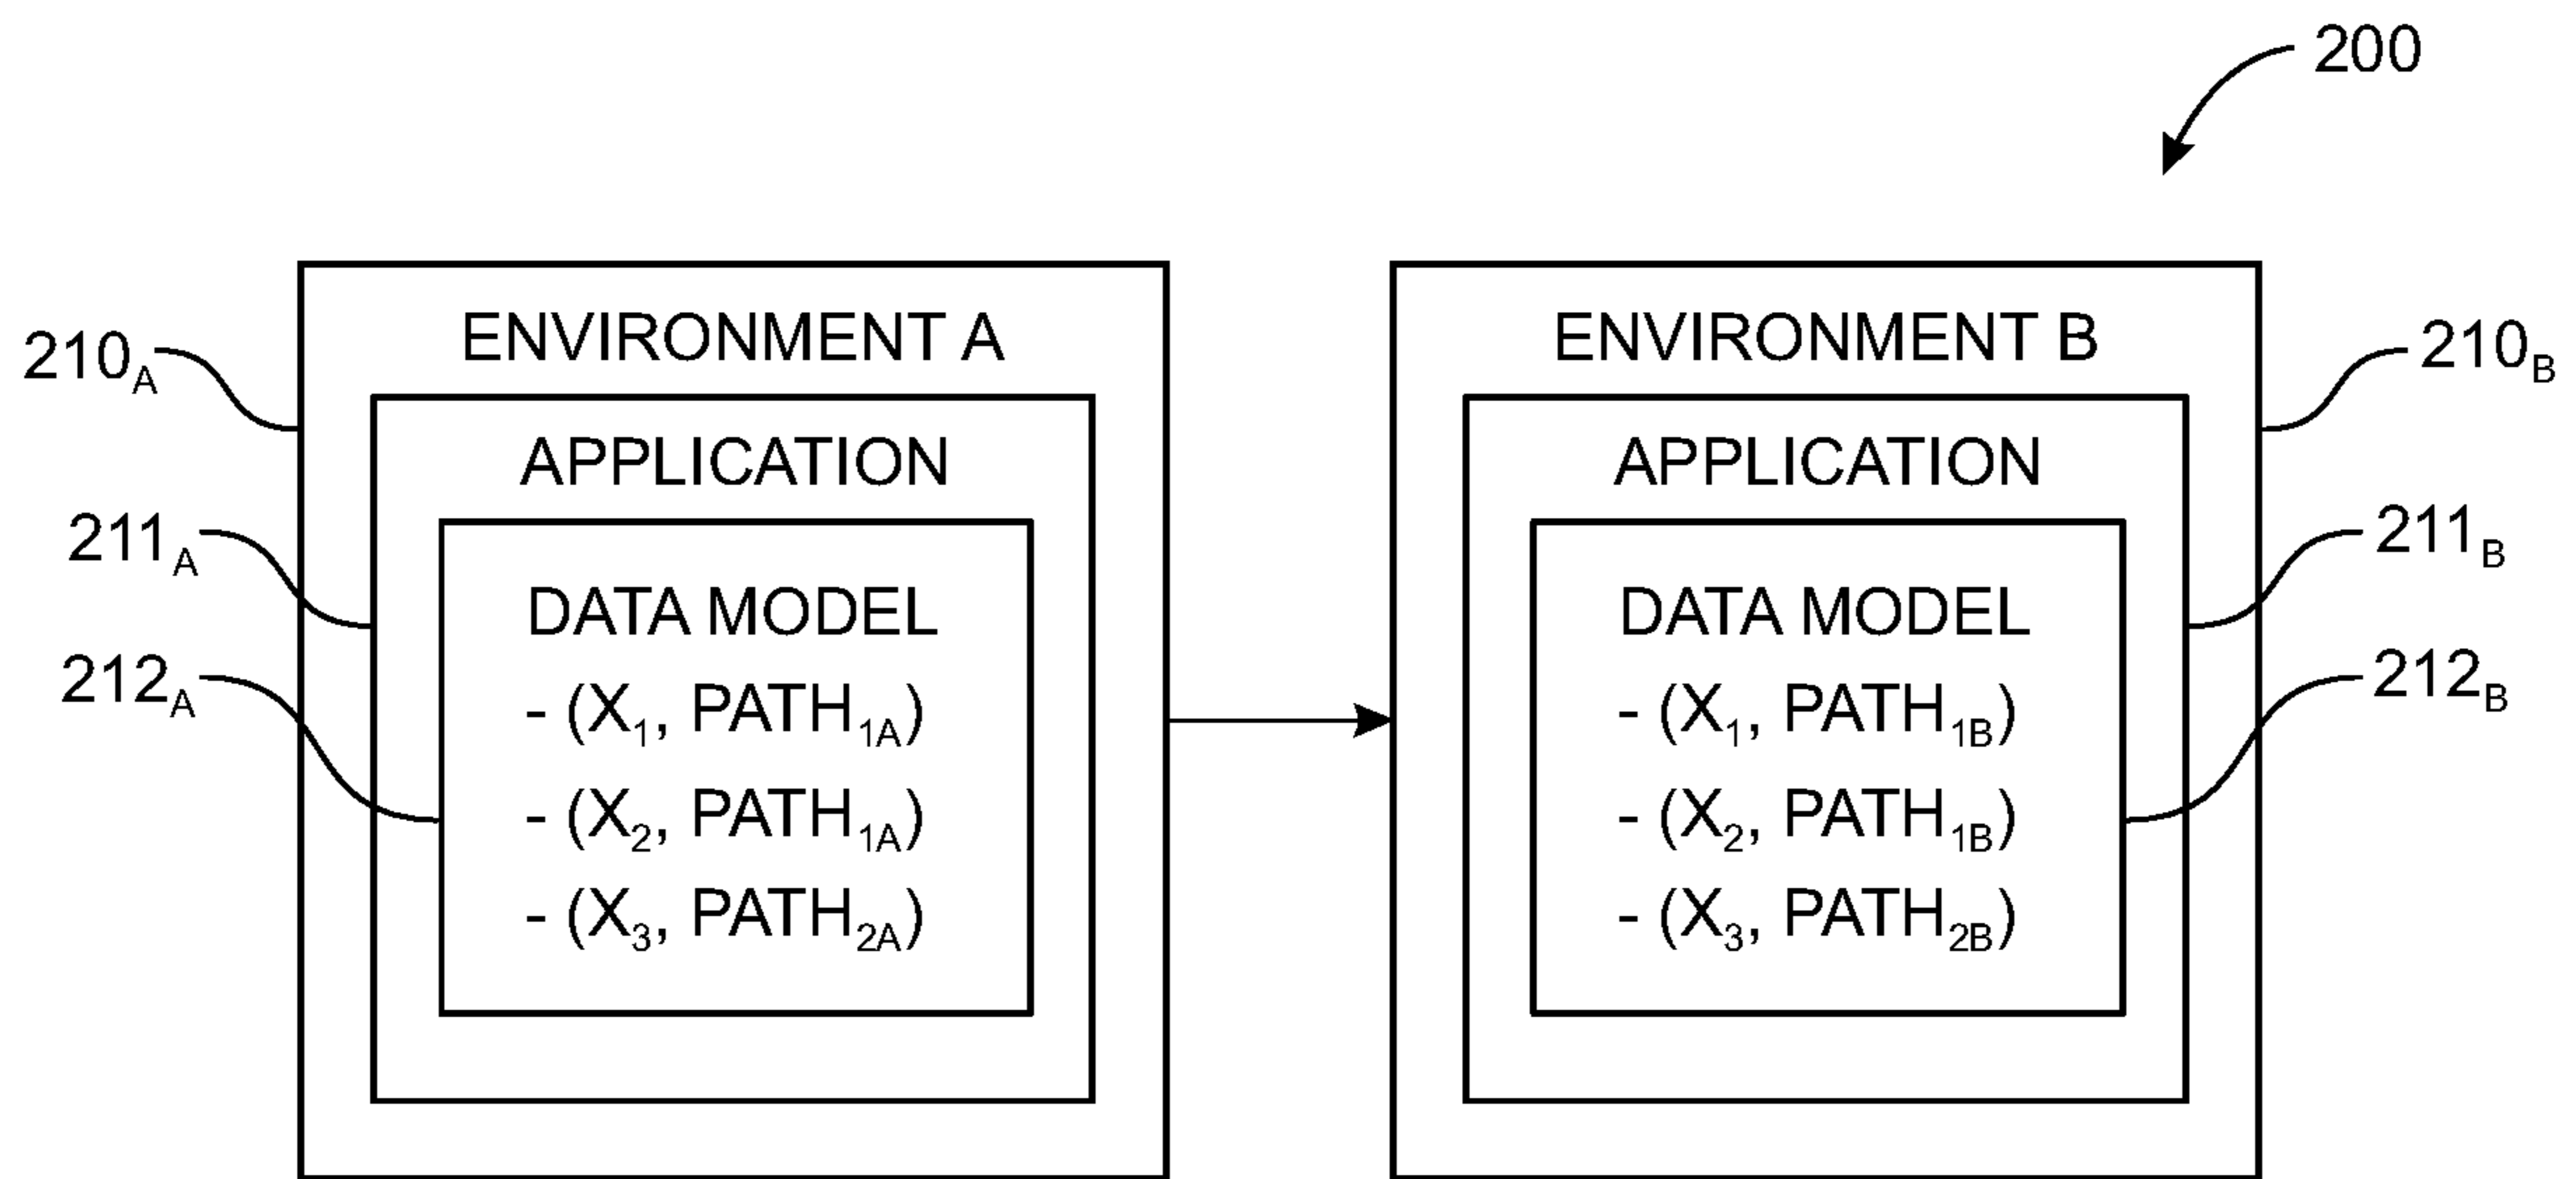 200
ENVIRONMENT A
210A
APPLICATION
211A
DATA MODEL
212A
- (X1, PATH1A)
- (X2, PATH1A)
- (X3, PATH2A)
ENVIRONMENT B
210B
APPLICATION
211B
DATA MODEL
212B
- (X1, PATH1B)
- (X2, PATH1B)
- (X3, PATH2B)